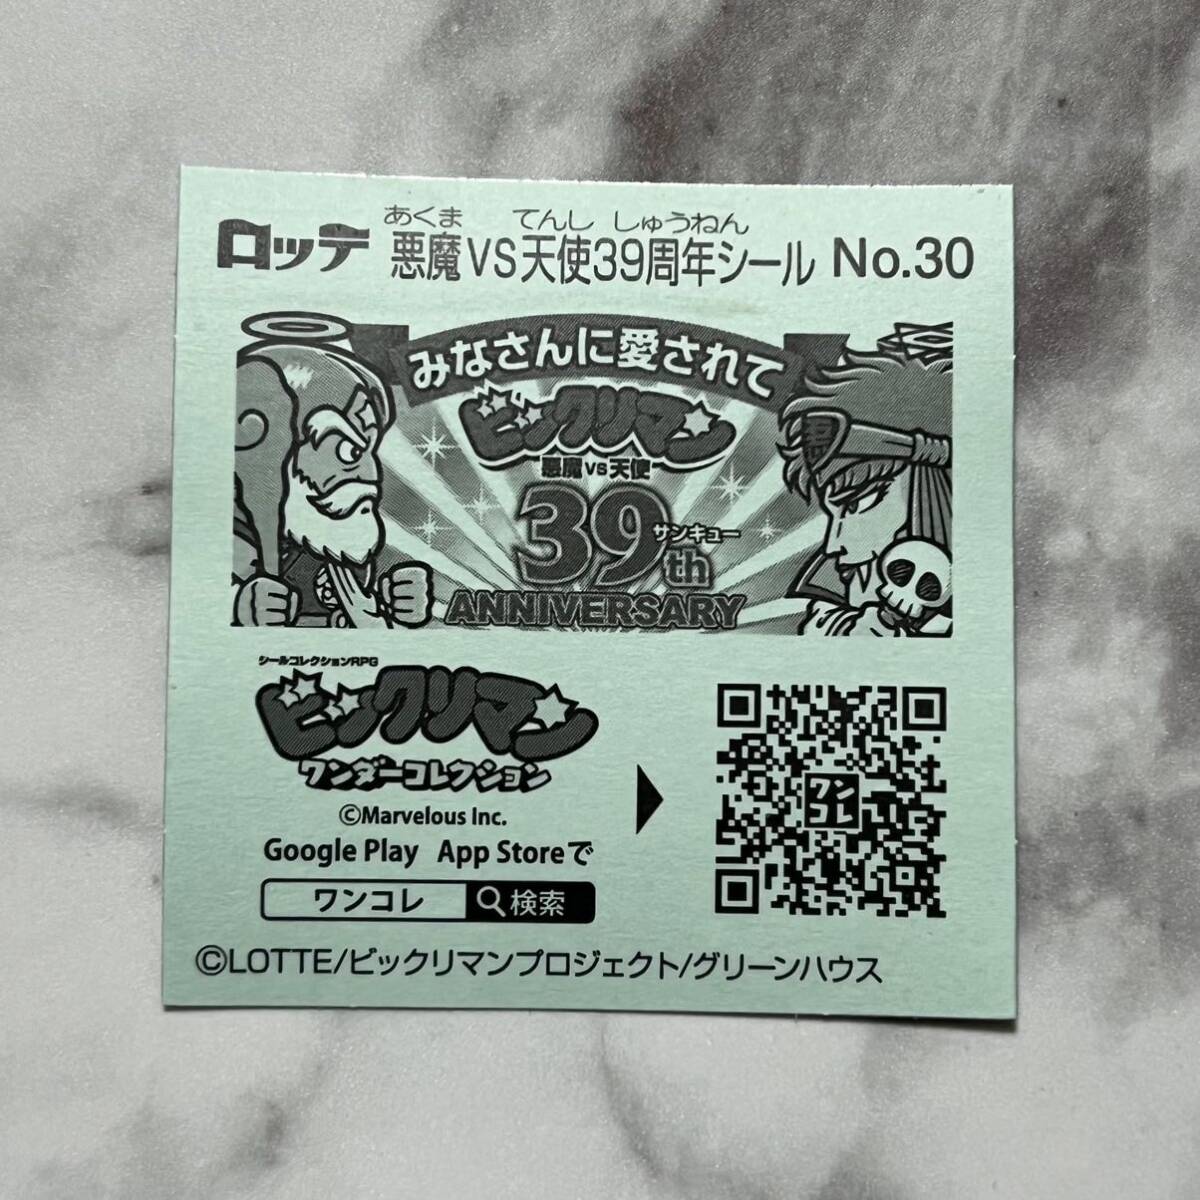 あくま てんし しゅうねん
ロッテ 悪魔VS天使39周年シール No.30
みなさんに愛されて
ビックリマン
悪魔VS天使
39th サンキュー
ANNIVERSARY
シールコレクションRPG
ビックリマン
ワンダーコレクション
©Marvelous Inc.
Google Play App Storeで
ワンコレ 検索
ワン
コレ
©LOTTE/ビックリマンプロジェクト/グリーンハウス